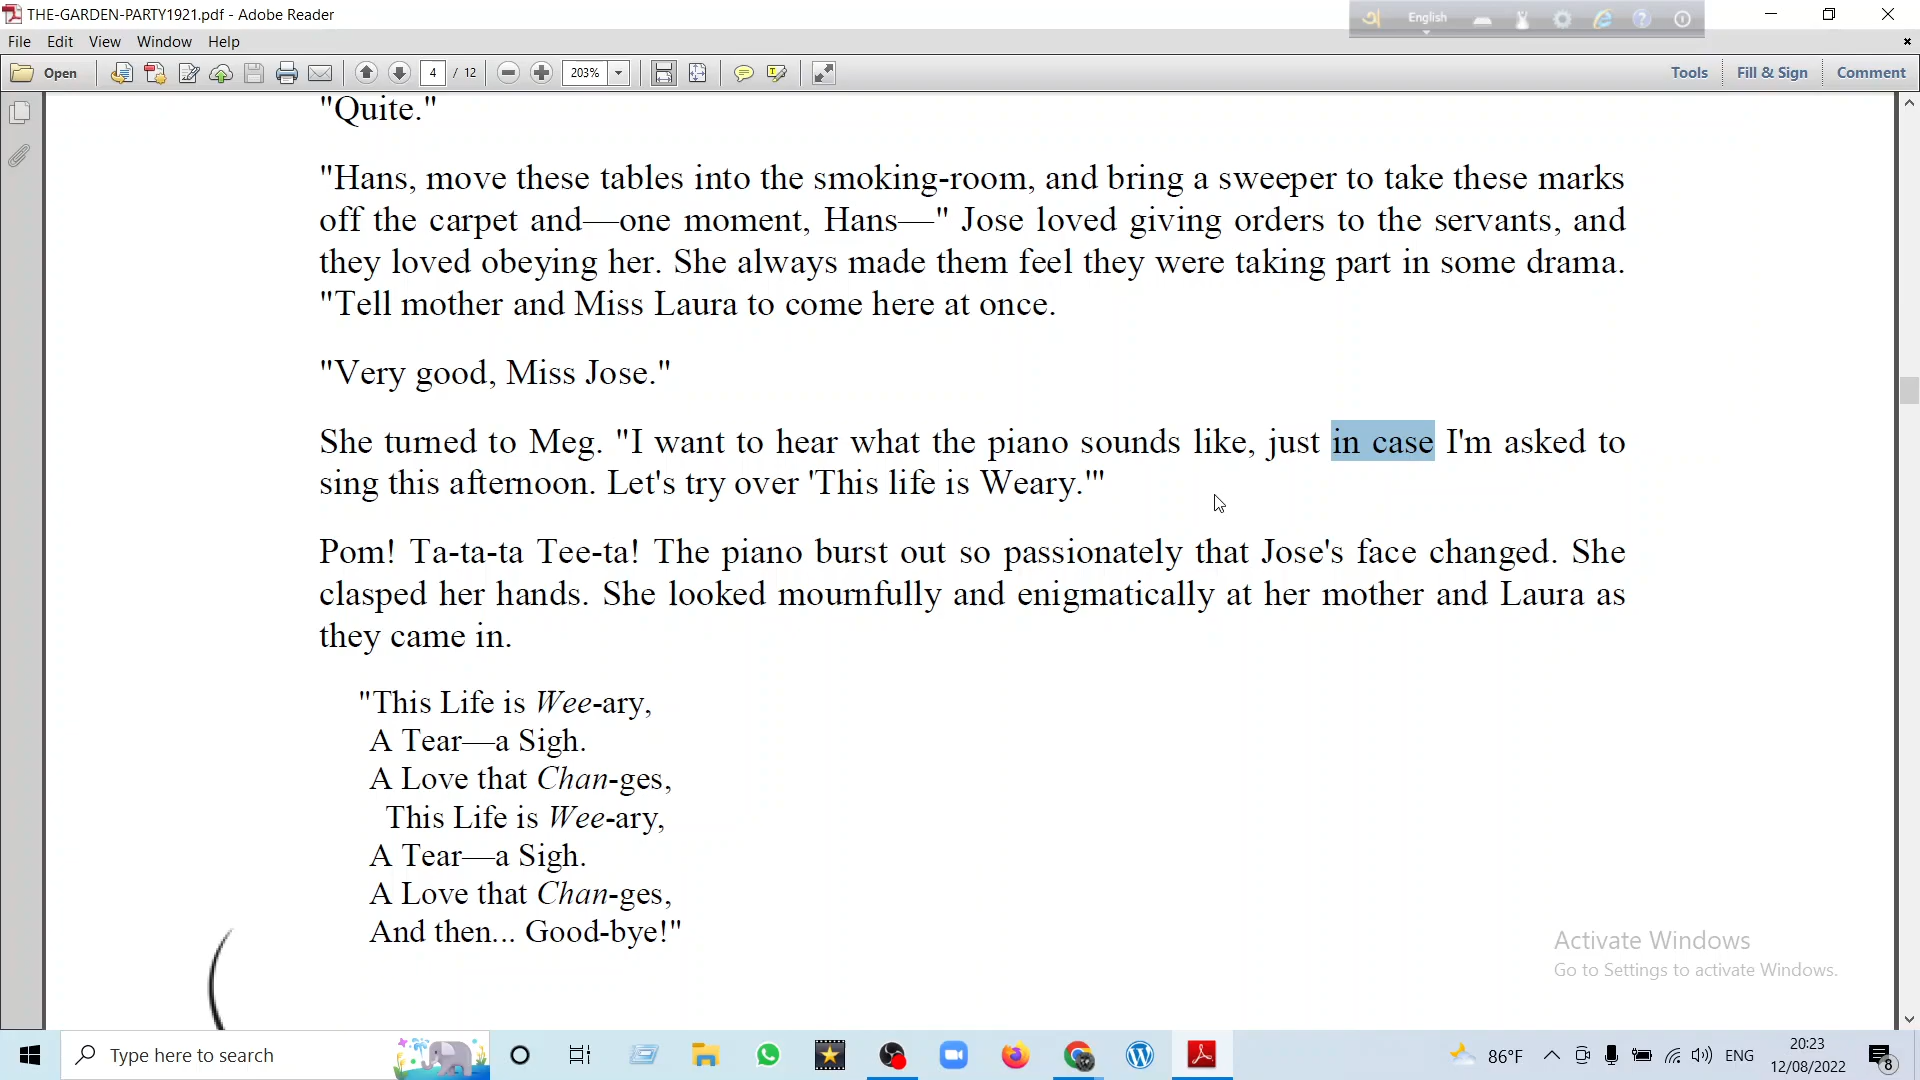 THE-GARDEN-PARTY1921.pdf - Adobe Reader
English
File Edit View Window Help
Open 4 / 12 203% Tools Fill & Sign Comment
"Quite."
"Hans, move these tables into the smoking-room, and bring a sweeper to take these marks
off the carpet and—one moment, Hans—" Jose loved giving orders to the servants, and
they loved obeying her. She always made them feel they were taking part in some drama.
"Tell mother and Miss Laura to come here at once.
"Very good, Miss Jose."
She turned to Meg. "I want to hear what the piano sounds like, just in case I'm asked to
sing this afternoon. Let's try over 'This life is Weary.'"
Pom! Ta-ta-ta Tee-ta! The piano burst out so passionately that Jose's face changed. She
clasped her hands. She looked mournfully and enigmatically at her mother and Laura as
they came in.
"This Life is Wee-ary,
A Tear—a Sigh.
A Love that Chan-ges,
This Life is Wee-ary,
A Tear—a Sigh.
A Love that Chan-ges,
And then... Good-bye!"
Activate Windows
Go to Settings to activate Windows.
Type here to search
86°F ENG
20:23
12/08/2022
8